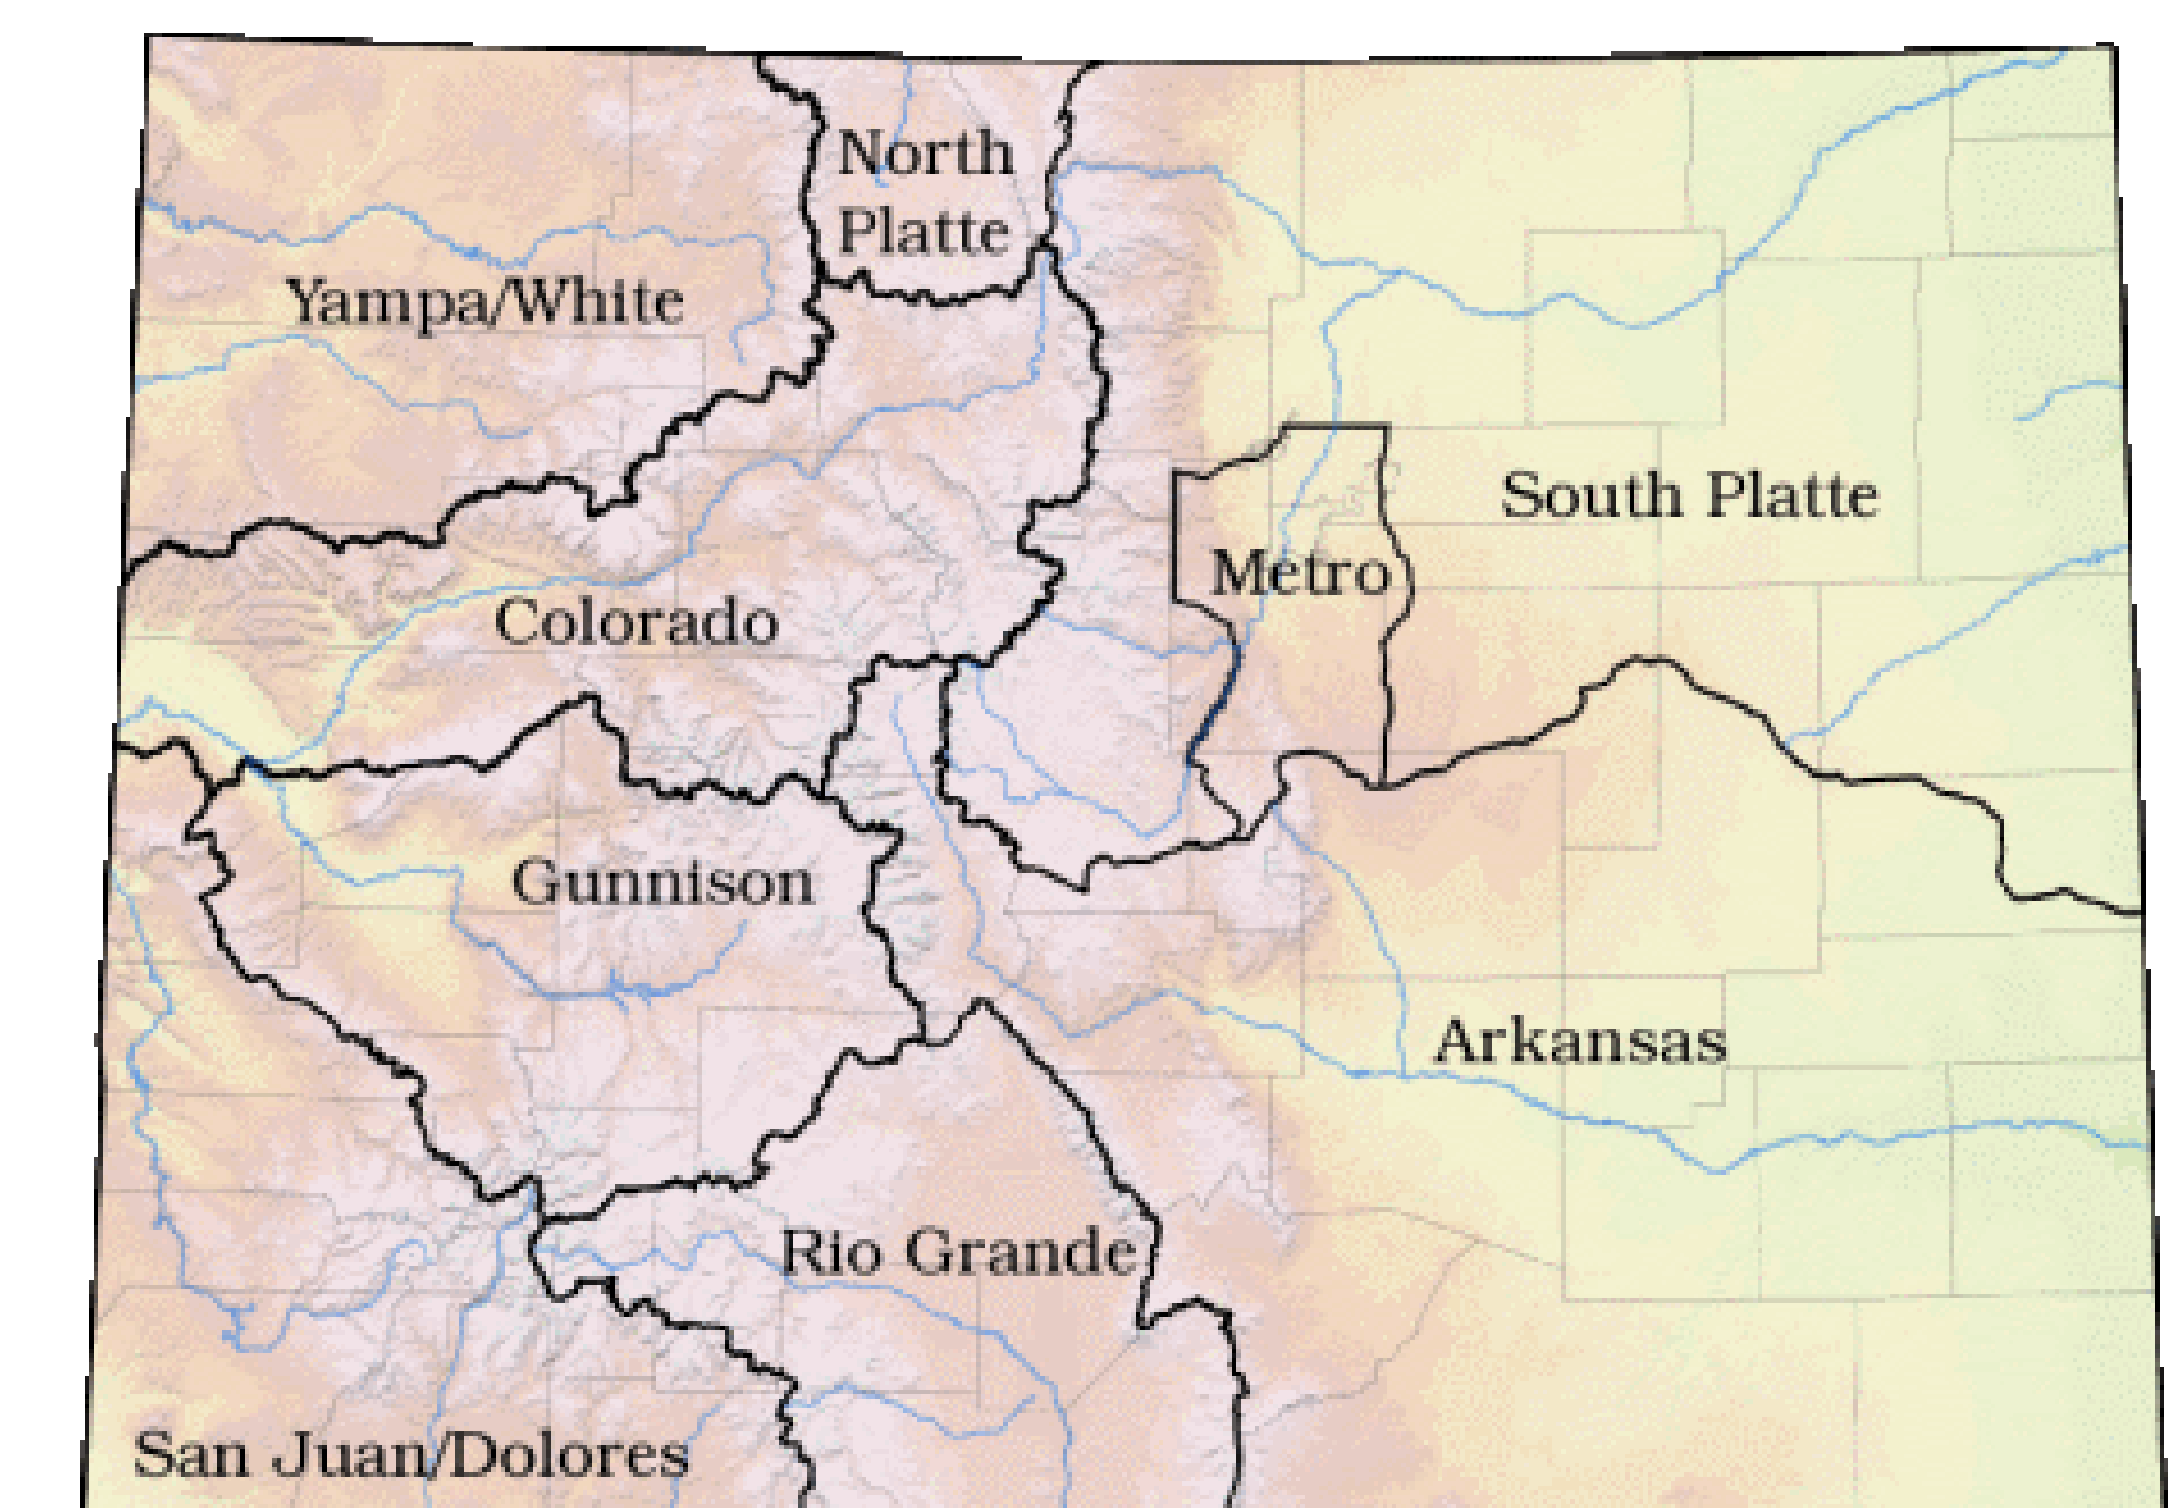 North
Platte
Yampa/White
South Platte
Metro
Colorado
Gunnison
Arkansas
Rio Grande
San Juan/Dolores